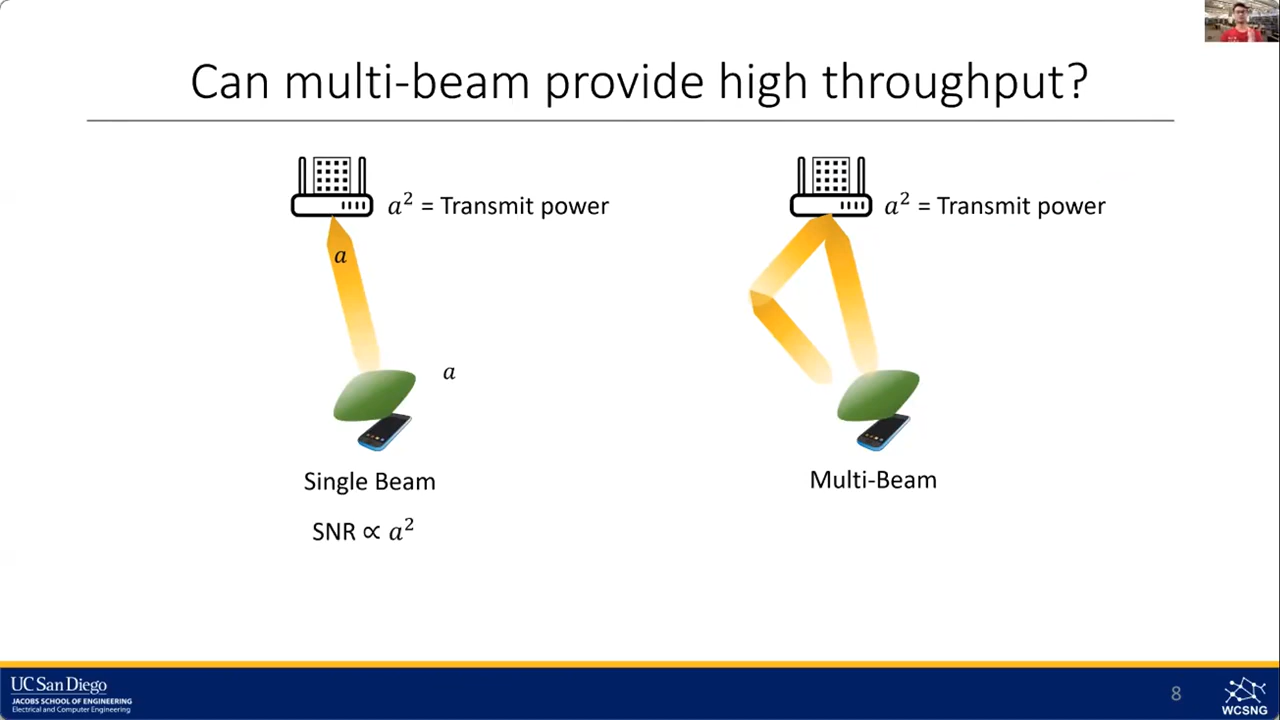 Can multi-beam provide high throughput?
a² = Transmit power
a² = Transmit power
a
a
Single Beam
Multi-Beam
SNR ∝ a²
UC San Diego
JACOBS SCHOOL OF ENGINEERING
Electrical and Computer Engineering
8
WCSNG